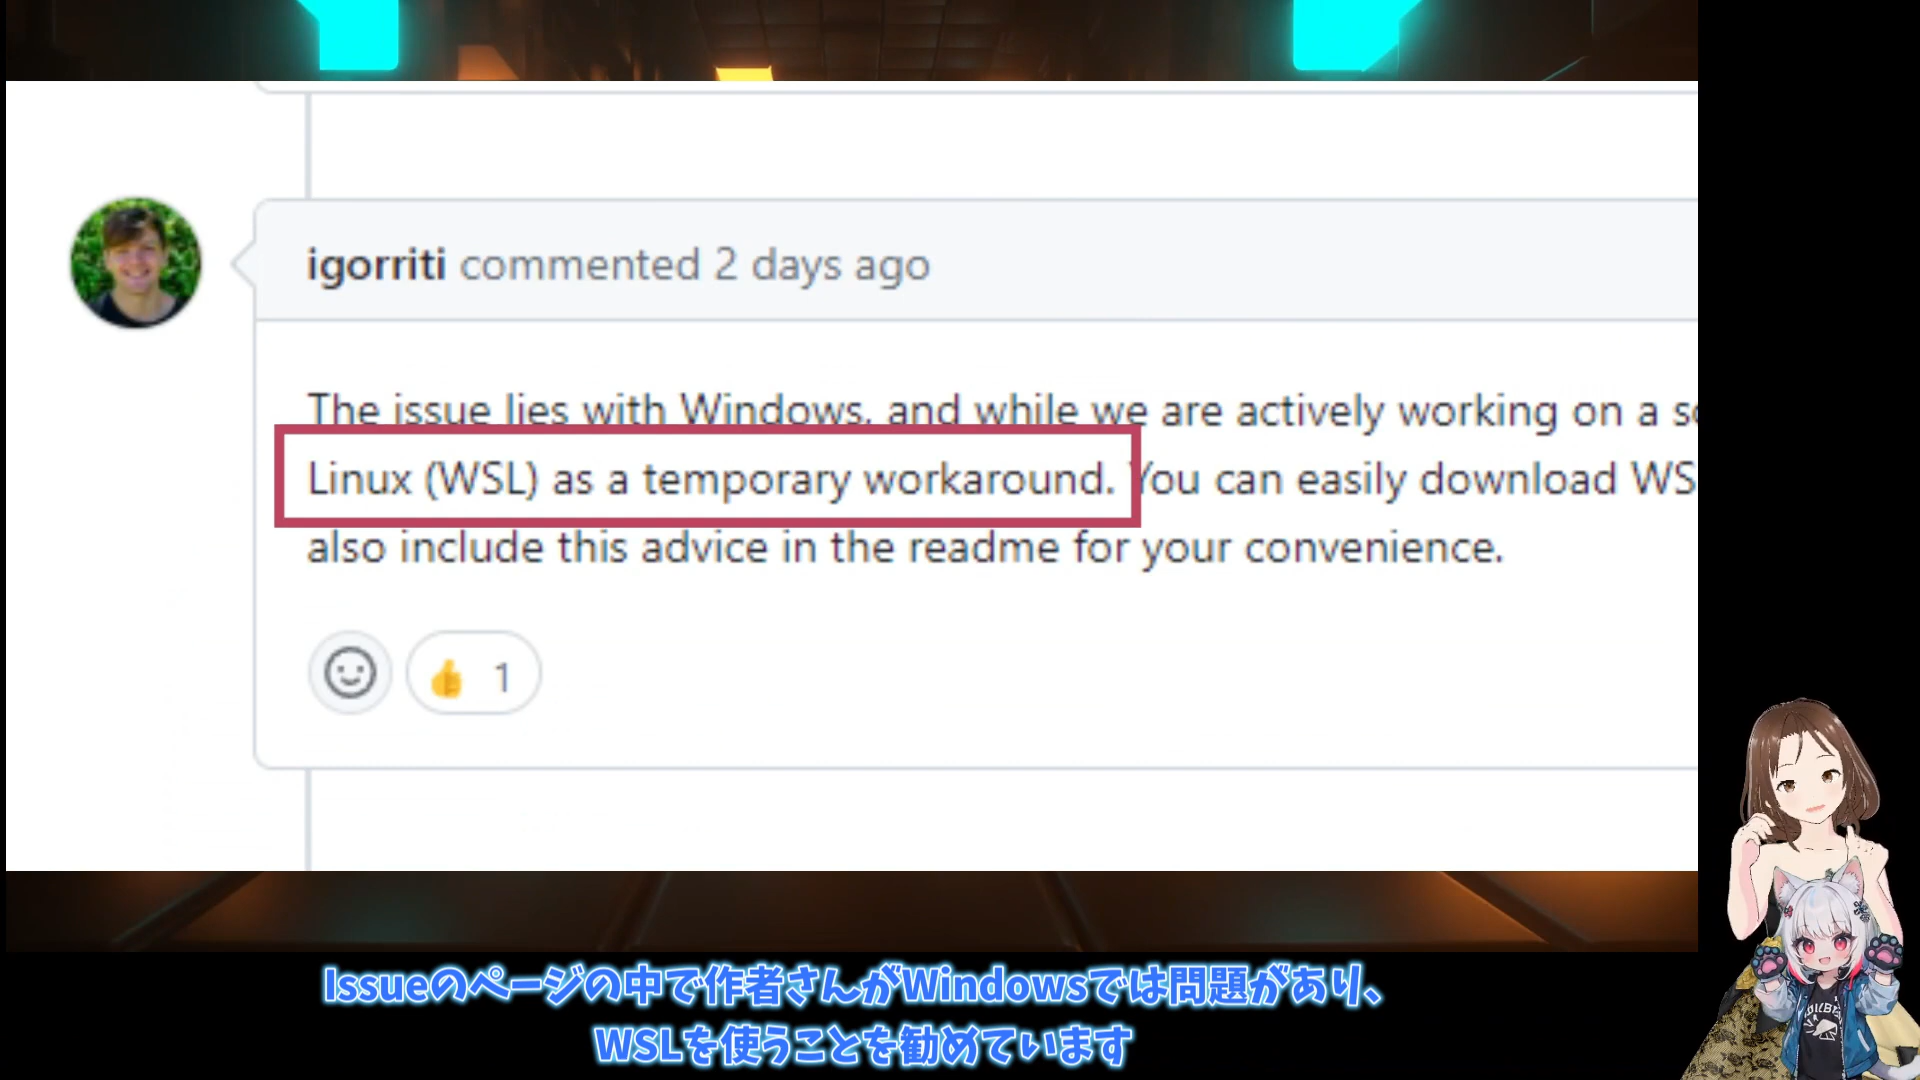 igorriti commented 2 days ago
The issue lies with Windows, and while we are actively working on a
Linux (WSL) as a temporary workaround. You can easily download WS
also include this advice in the readme for your convenience.
1
Issueのページの中で作者さんがWindowsでは問題があり、
WSLを使うことを勧めています